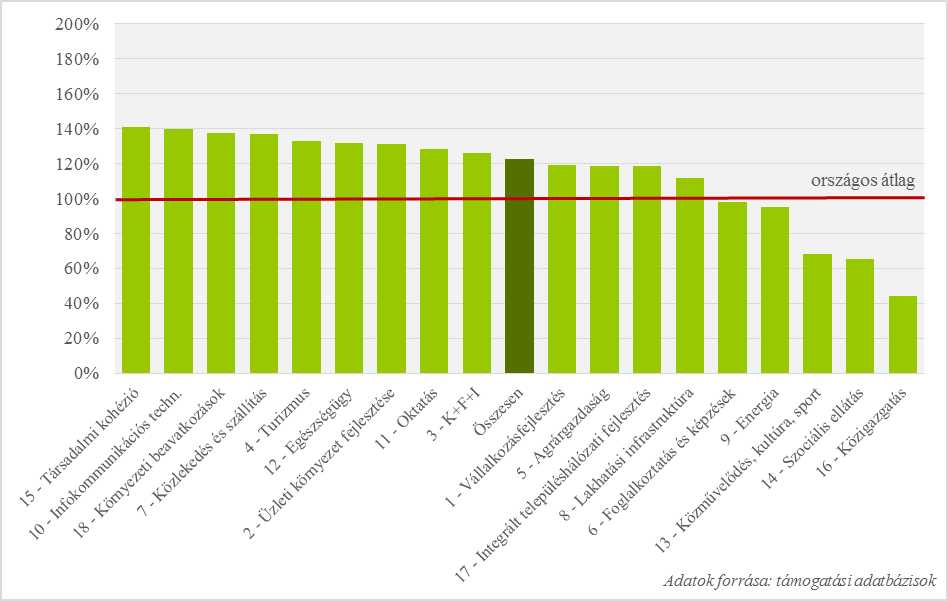 200%
180%
160%
140%
120%
100%
80%
60%
40%
20%
0%
országos átlag
15 - Társadalmi kohézió
10 - Infokommunikációs techn.
18 - Környezeti beavatkozások
7 - Közlekedés és szállítás
4 - Turizmus
12 - Egészségügy
2 - Üzleti környezet fejlesztése
11 - Oktatás
3 - K+F+I
Összesen
1 - Vállalkozásfejlesztés
5 - Agrárgazdaság
17 - Integrált településhálózati fejlesztés
8 - Lakhatási infrastruktúra
6 - Foglalkoztatás és képzések
9 - Energia
13 - Közművelődés, kultúra, sport
14 - Szociális ellátás
16 - Közigazgatás
Adatok forrása: támogatási adatbázisok